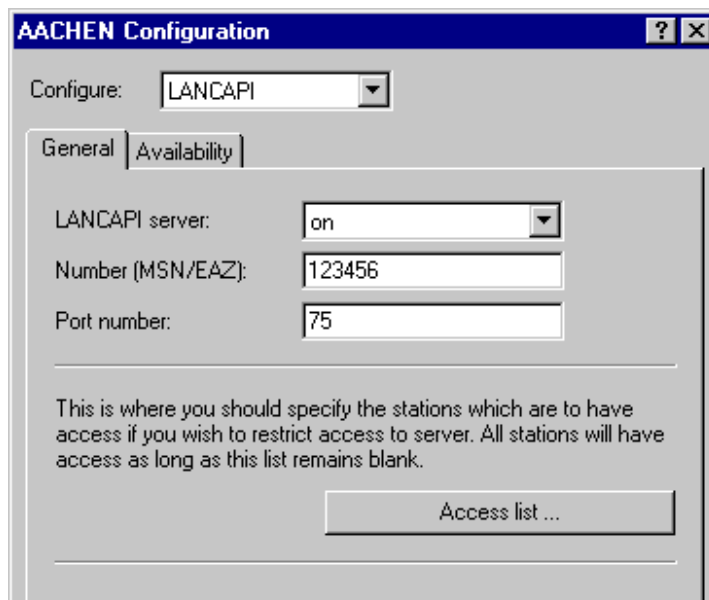 AACHEN Configuration
Configure: LANCAPI
General Availability
LANCAPI server: on
Number (MSN/EAZ): 123456
Port number: 75
This is where you should specify the stations which are to have
access if you wish to restrict access to server. All stations will have
access as long as this list remains blank.
Access list ...